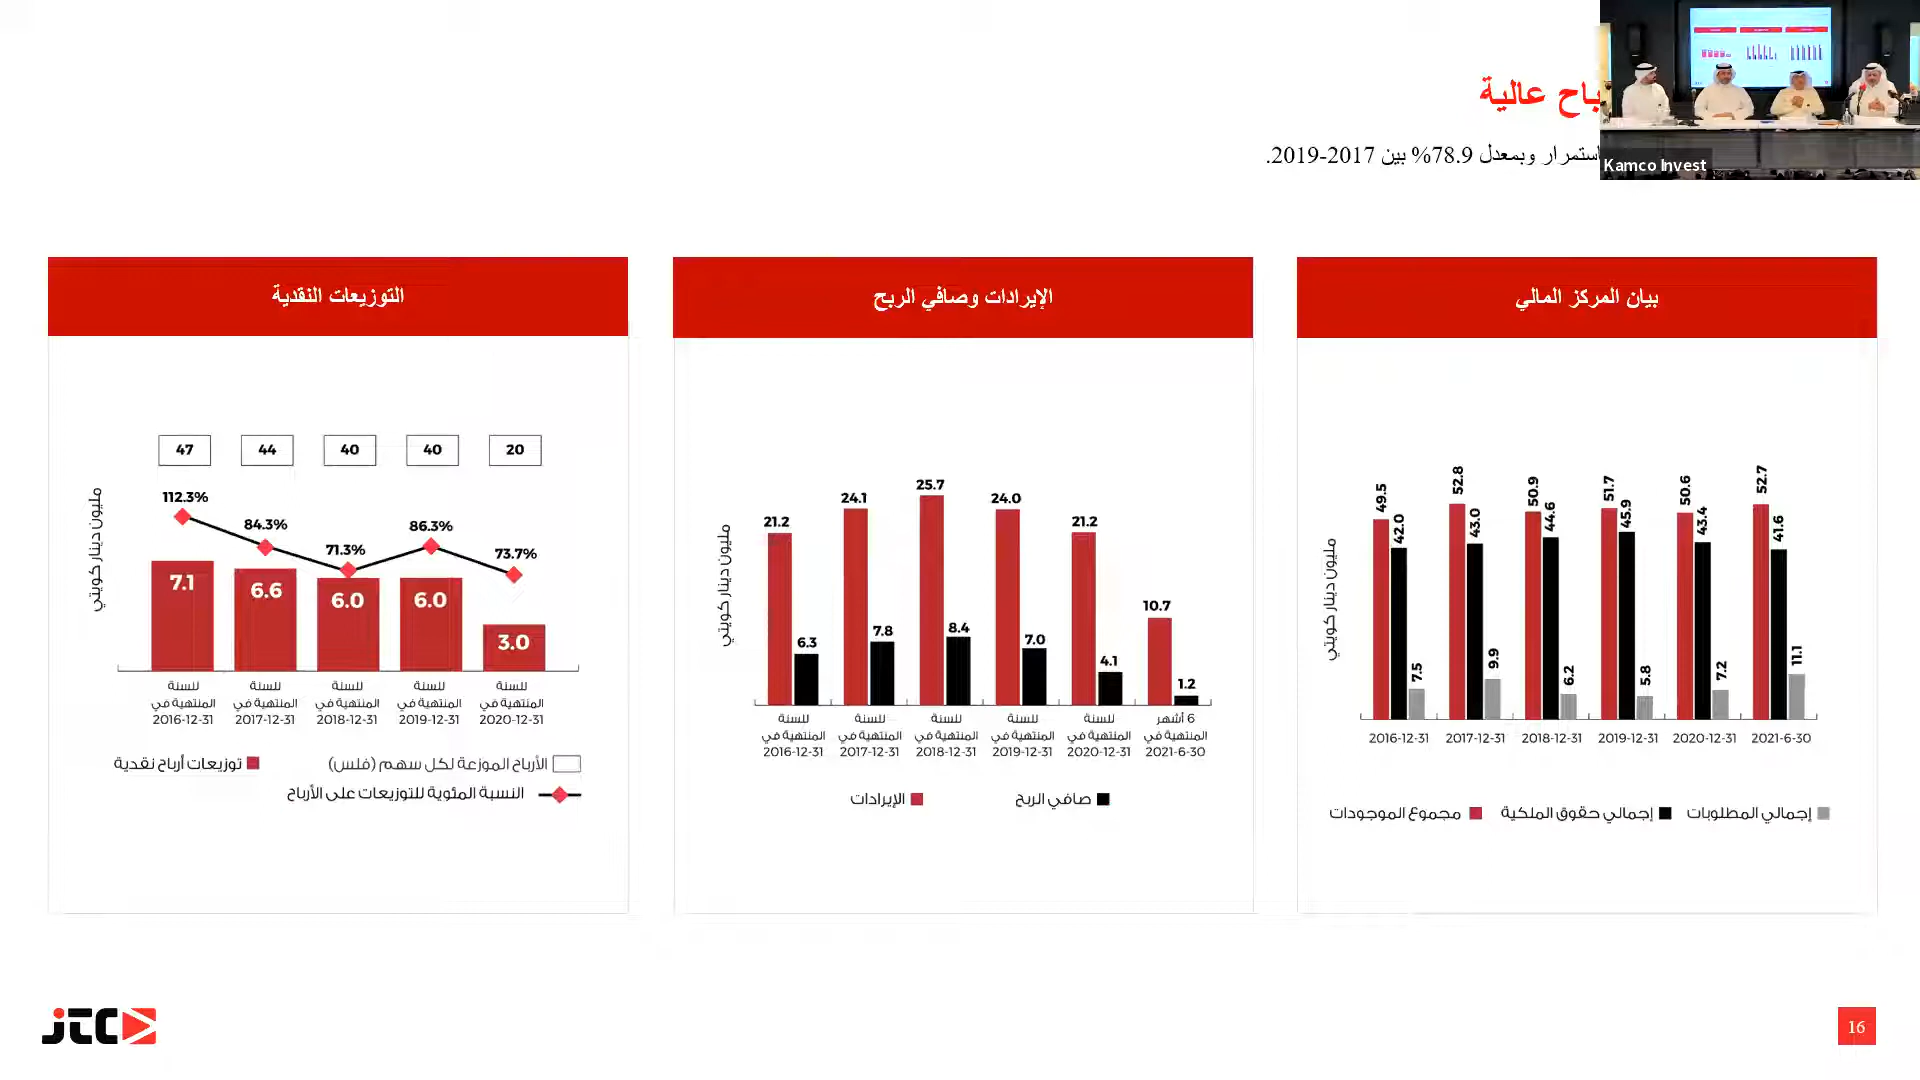 باح عالية
ستمرار وبمعدل 78.9% بين 2017-2019.
Kamco Invest
بيان المركز المالي
مليون دينار كويتي
49.5 42.0 7.5
52.8 43.0 9.9
50.9 44.6 6.2
51.7 45.9 5.8
50.6 43.4 7.2
52.7 41.6 11.1
2016-12-31 2017-12-31 2018-12-31 2019-12-31 2020-12-31 2021-6-30
إجمالي المطلوبات إجمالي حقوق الملكية مجموع الموجودات
الإيرادات وصافي الربح
مليون دينار كويتي
21.2 6.3
24.1 7.8
25.7 8.4
24.0 7.0
21.2 4.1
10.7 1.2
للسنة للسنة للسنة للسنة للسنة 6 أشهر
المنتهية في المنتهية في المنتهية في المنتهية في المنتهية في المنتهية في
2016-12-31 2017-12-31 2018-12-31 2019-12-31 2020-12-31 2021-6-30
صافي الربح الإيرادات
التوزيعات النقدية
47 44 40 40 20
مليون دينار كويتي
112.3% 84.3% 71.3% 86.3% 73.7%
7.1 6.6 6.0 6.0 3.0
للسنة للسنة للسنة للسنة للسنة
المنتهية في المنتهية في المنتهية في المنتهية في المنتهية في
2016-12-31 2017-12-31 2018-12-31 2019-12-31 2020-12-31
الأرباح الموزعة لكل سهم (فلس) توزيعات أرباح نقدية
النسبة المئوية للتوزيعات على الأرباح
JTC
16